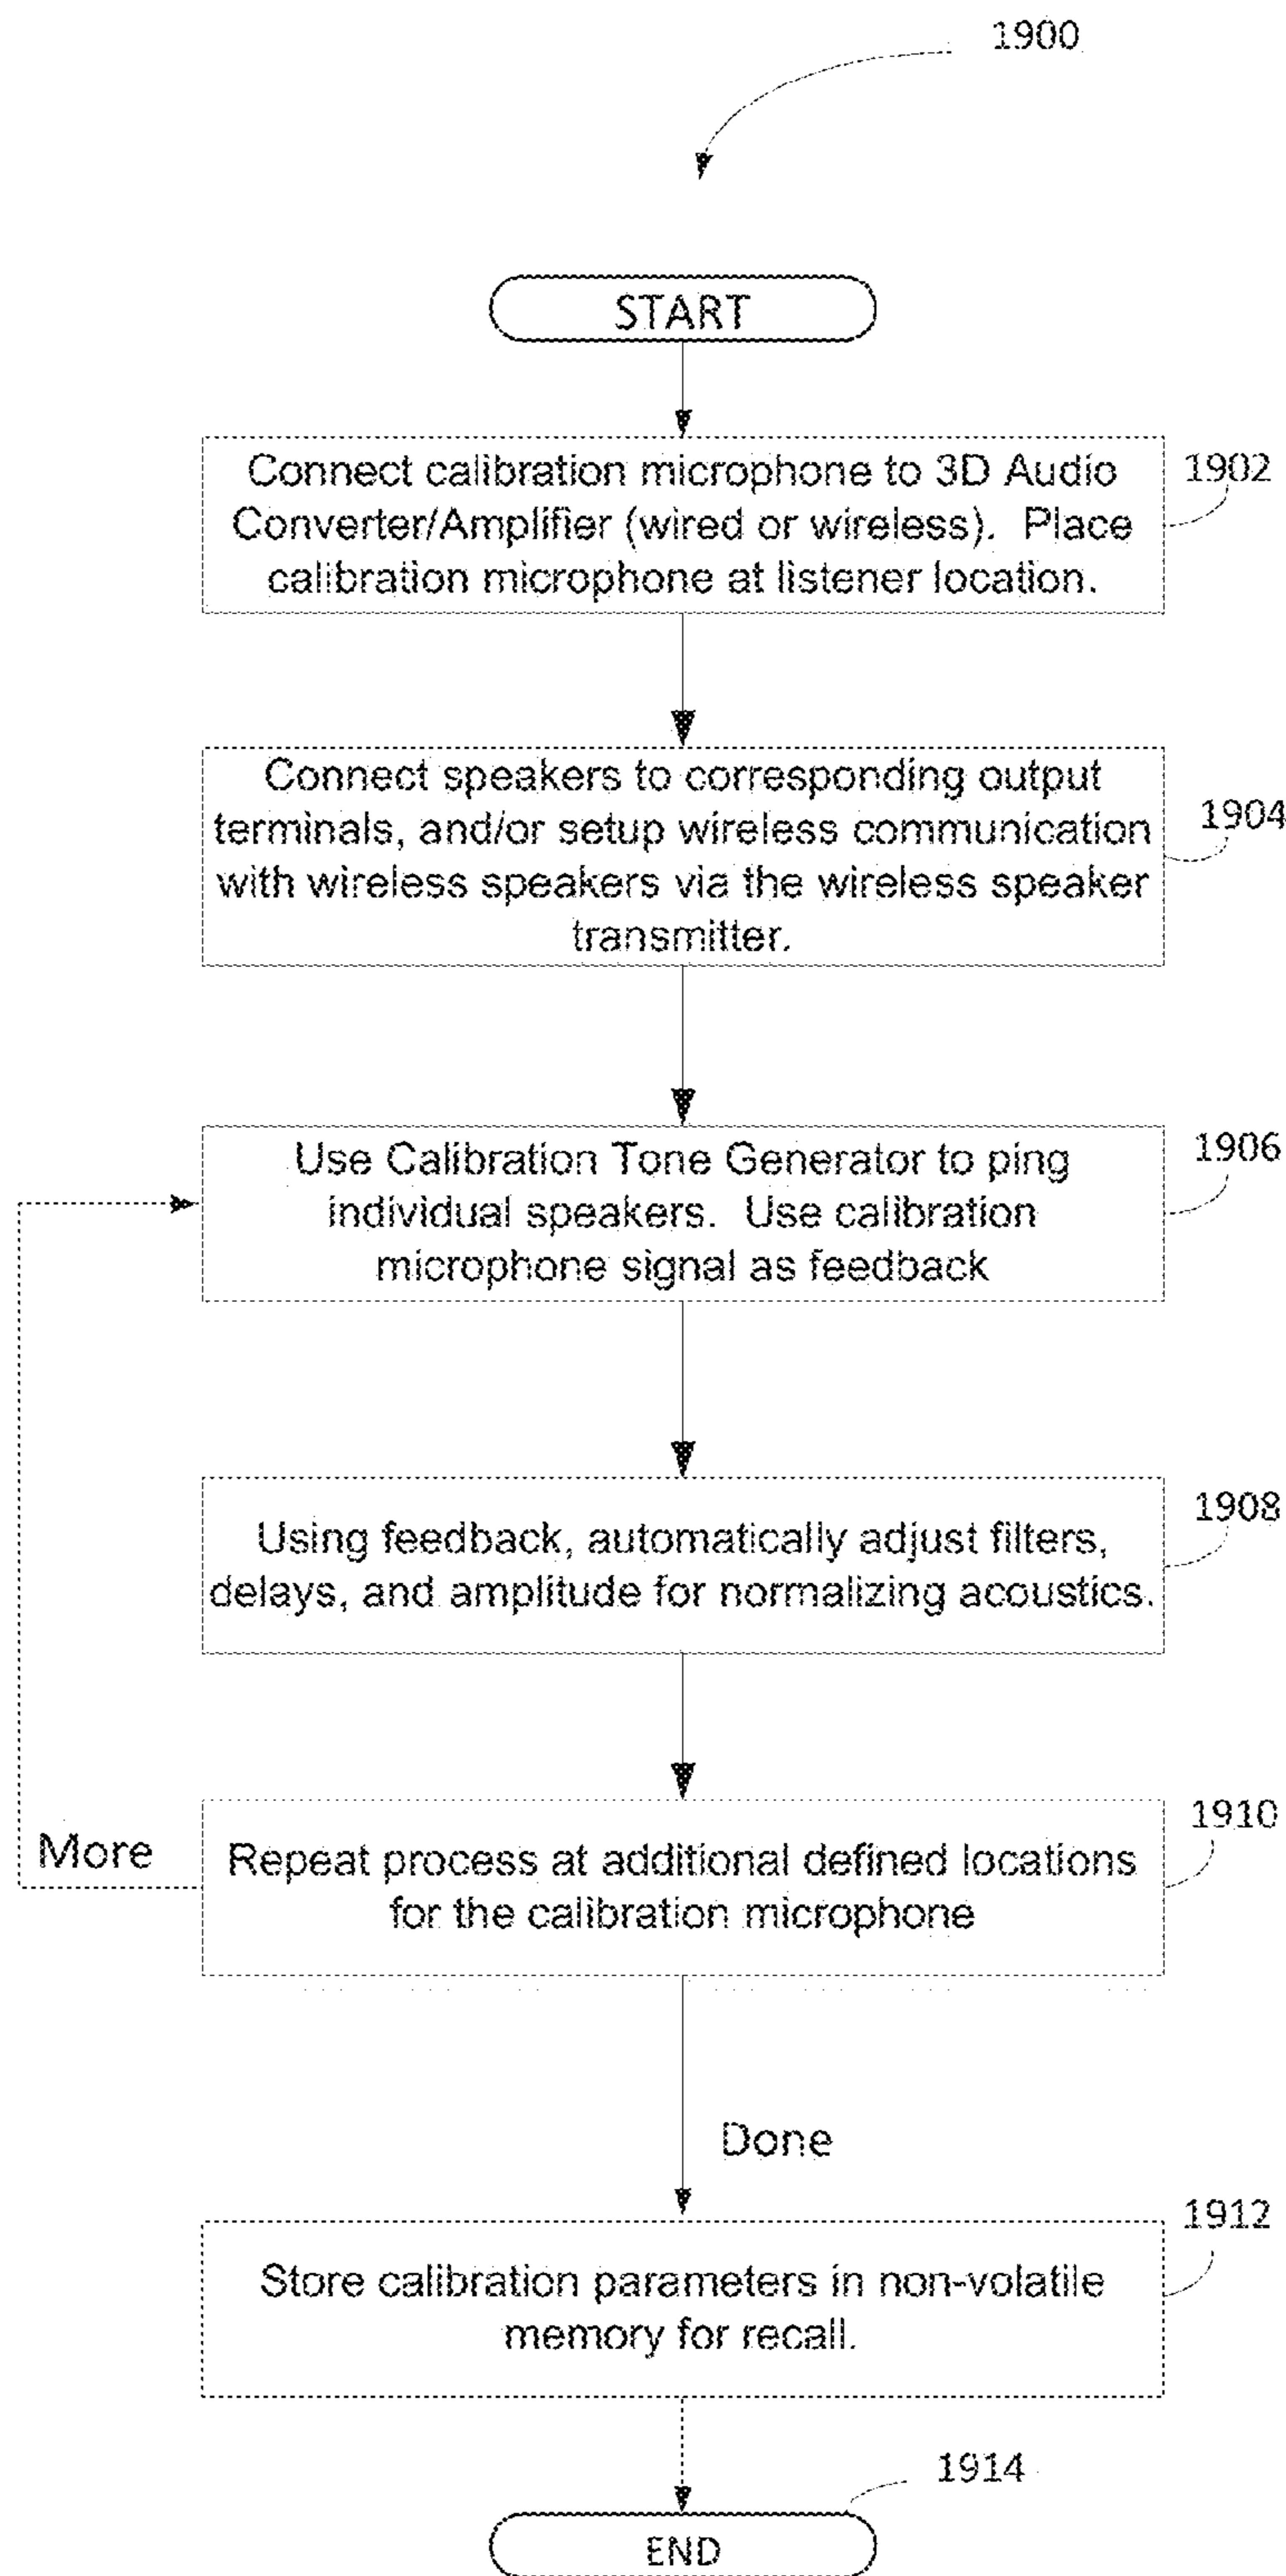 1900
START
Connect calibration microphone to 3D Audio
Converter/Amplifier (wired or wireless). Place
calibration microphone at listener location.
1902
Connect speakers to corresponding output
terminals, and/or setup wireless communication
with wireless speakers via the wireless speaker
transmitter.
1904
Use Calibration Tone Generator to ping
individual speakers. Use calibration
microphone signal as feedback
1906
Using feedback, automatically adjust filters,
delays, and amplitude for normalizing acoustics.
1908
More
Repeat process at additional defined locations
for the calibration microphone
1910
Done
Store calibration parameters in non-volatile
memory for recall.
1912
1914
END